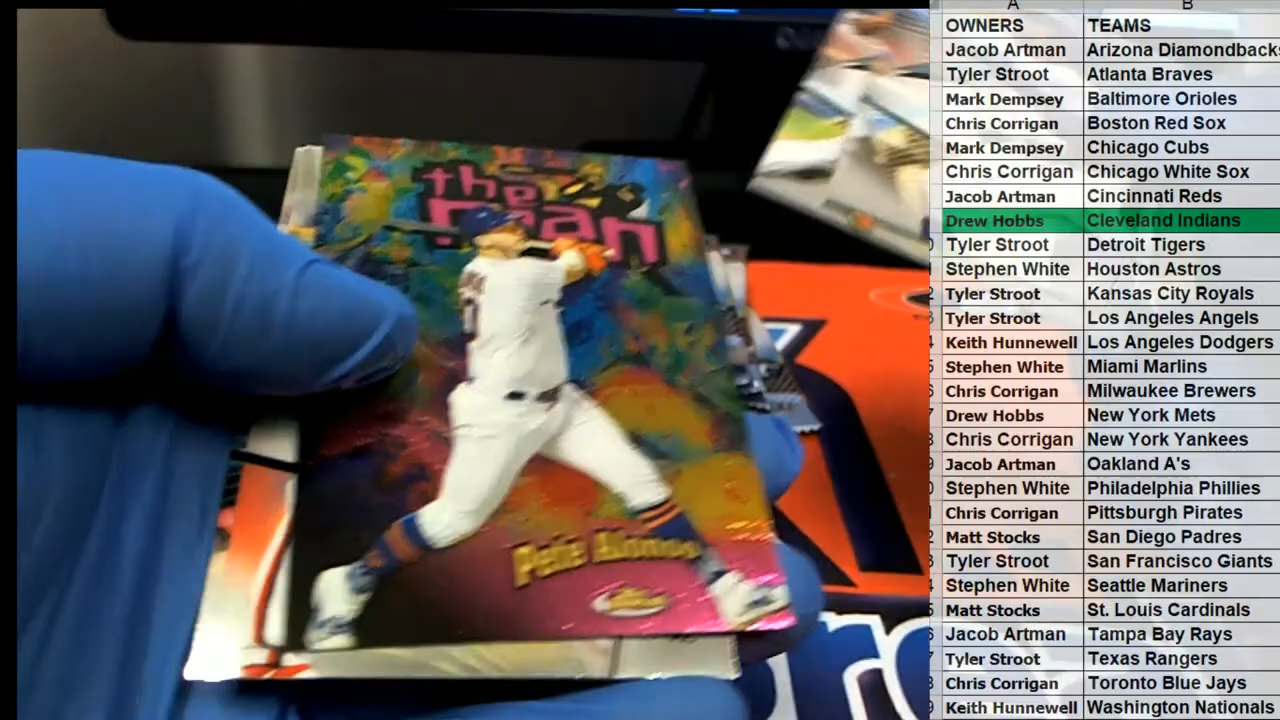 the
man
Pete Alonso
A B
OWNERS TEAMS
Jacob Artman Arizona Diamondbacks
Tyler Stroot Atlanta Braves
Mark Dempsey Baltimore Orioles
Chris Corrigan Boston Red Sox
Mark Dempsey Chicago Cubs
Chris Corrigan Chicago White Sox
Jacob Artman Cincinnati Reds
Drew Hobbs Cleveland Indians
Tyler Stroot Detroit Tigers
Stephen White Houston Astros
Tyler Stroot Kansas City Royals
Tyler Stroot Los Angeles Angels
Keith Hunnewell Los Angeles Dodgers
Stephen White Miami Marlins
Chris Corrigan Milwaukee Brewers
Drew Hobbs New York Mets
Chris Corrigan New York Yankees
Jacob Artman Oakland A's
Stephen White Philadelphia Phillies
Chris Corrigan Pittsburgh Pirates
Matt Stocks San Diego Padres
Tyler Stroot San Francisco Giants
Stephen White Seattle Mariners
Matt Stocks St. Louis Cardinals
Jacob Artman Tampa Bay Rays
Tyler Stroot Texas Rangers
Chris Corrigan Toronto Blue Jays
Keith Hunnewell Washington Nationals